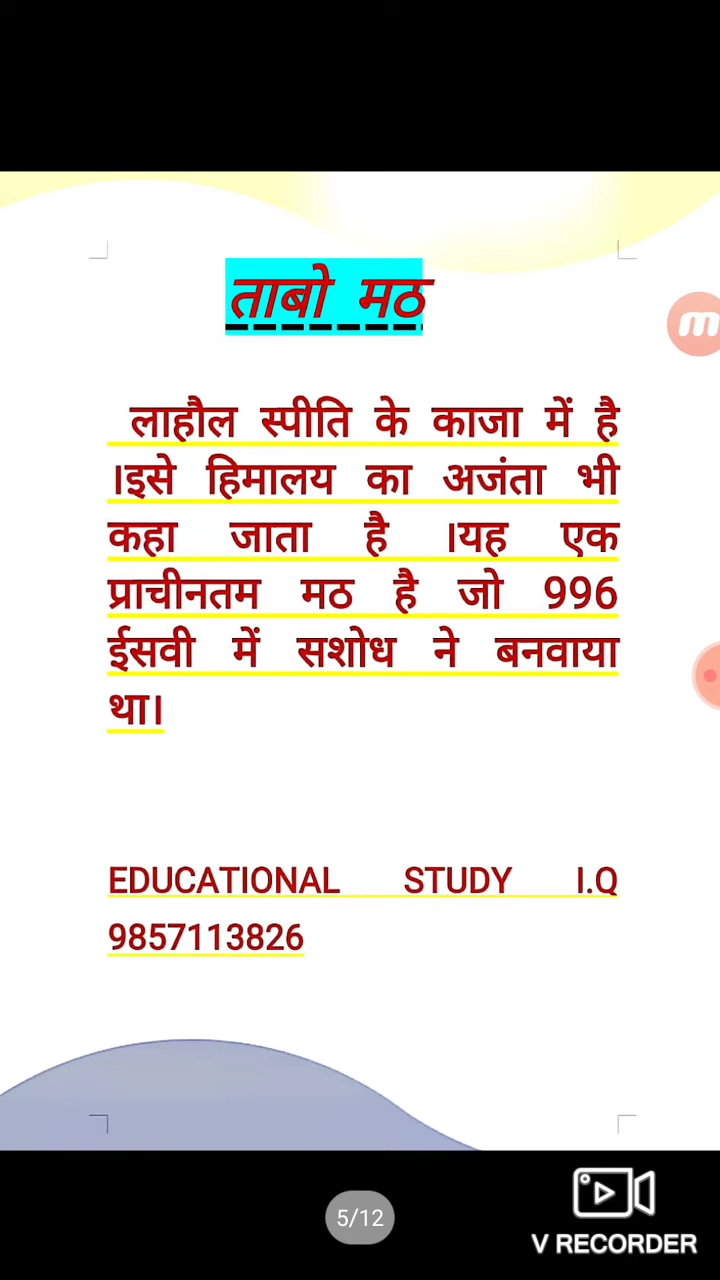 ताबो मठ
लाहौल स्पीति के काजा में है
।इसे हिमालय का अजंता भी
कहा जाता है ।यह एक
प्राचीनतम मठ है जो 996
ईसवी में सशोध ने बनवाया
था।
EDUCATIONAL STUDY I.Q
9857113826
m
5/12
V RECORDER